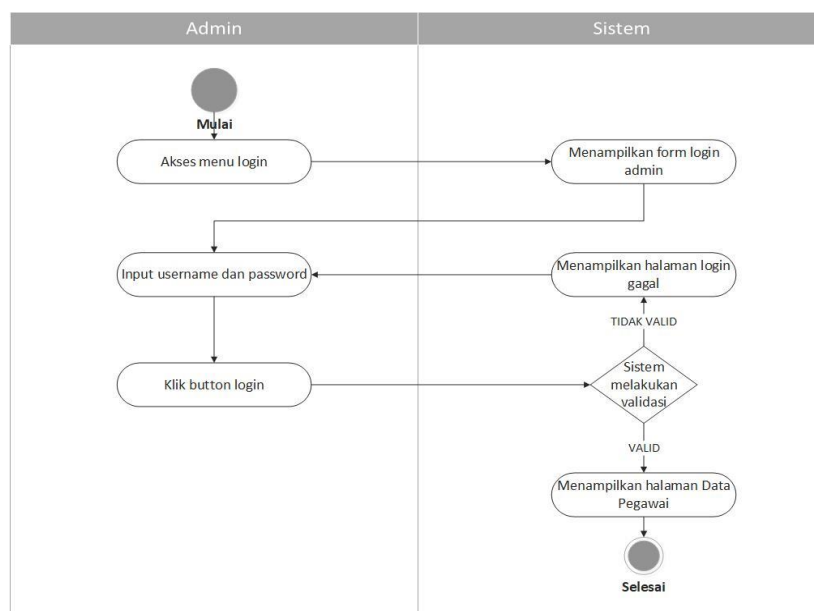 Admin
Sistem
Mulai
Akses menu login
Menampilkan form login
admin
Input username dan password
Menampilkan halaman login
gagal
TIDAK VALID
Klik button login
Sistem
melakukan
validasi
VALID
Menampilkan halaman Data
Pegawai
Selesai